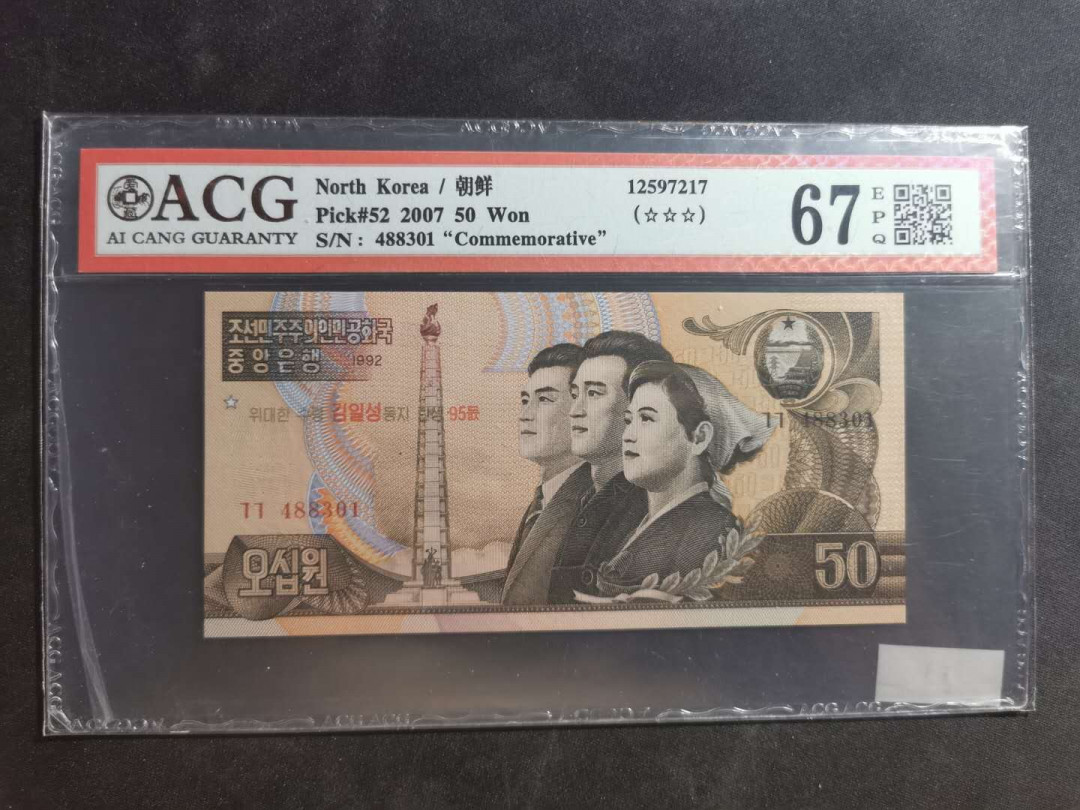 ACG
AI CANG GUARANTY
North Korea / 朝鲜
Pick#52 2007 50 Won
S/N : 488301 “Commemorative”
12597217
(☆☆☆)
67
EPQ
조선민주주의인민공화국
중앙은행 1992
위대한 수령 김일성동지 탄생 95돐
ㄲ 488301
ㄲ 488301
오십원
50